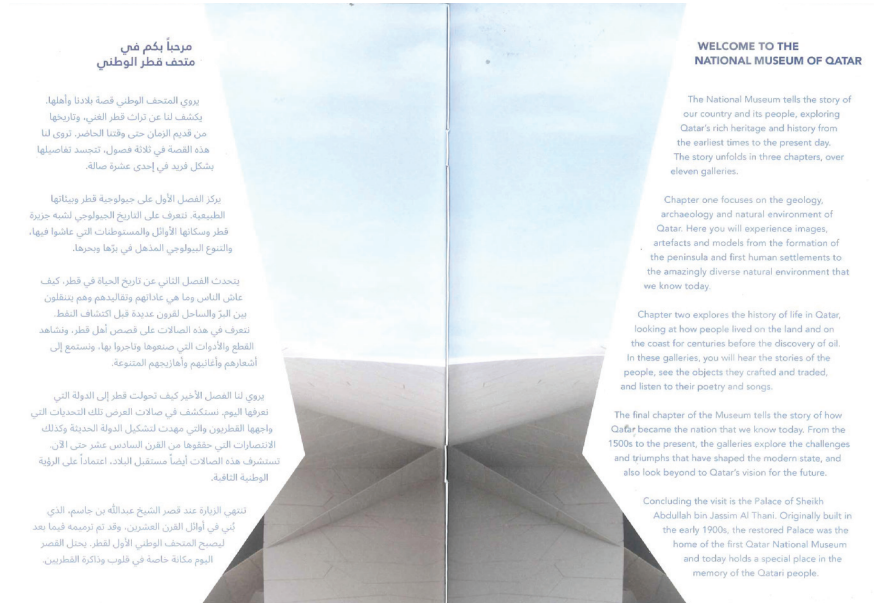 مرحباً بكم في
متحف قطر الوطني
يروي المتحف الوطني قصة بلادنا وأهلها.
يكشف لنا عن تراث قطر الغني، وتاريخها
من قديم الزمان حتى وقتنا الحاضر. تروى لنا
هذه القصة في ثلاثة فصول، تتجسد تفاصيلها
بشكل فريد في إحدى عشرة صالة.
يركز الفصل الأول على جيولوجية قطر وبيئاتها
الطبيعية. نتعرف على التاريخ الجيولوجي لشبه جزيرة
قطر وسكانها الأوائل والمستوطنات التي عاشوا فيها،
والتنوع البيولوجي المذهل في برّها وبحرها.
يتحدث الفصل الثاني عن تاريخ الحياة في قطر، كيف
عاش الناس وما هي عاداتهم وتقاليدهم وهم يتنقلون
بين البرّ والساحل لقرون عديدة قبل اكتشاف النفط.
نتعرف في هذه الصالات على قصص أهل قطر، ونشاهد
القطع والأدوات التي صنعوها وتاجروا بها، ونستمع إلى
أشعارهم وأغانيهم وأهازيجهم المتنوعة.
يروي لنا الفصل الأخير كيف تحولت قطر إلى الدولة التي
نعرفها اليوم. نستكشف في صالات العرض تلك التحديات التي
واجهها القطريون والتي مهدت لتشكيل الدولة الحديثة وكذلك
الانتصارات التي حققوها من القرن السادس عشر حتى الآن.
تستشرف هذه الصالات أيضاً مستقبل البلاد، اعتماداً على الرؤية
الوطنية الثاقبة.
تنتهي الزيارة عند قصر الشيخ عبدالله بن جاسم، الذي
بُني في أوائل القرن العشرين، وقد تم ترميمه فيما بعد
ليصبح المتحف الوطني الأول لقطر. يحتل القصر
اليوم مكانة خاصة في قلوب وذاكرة القطريين.
WELCOME TO THE
NATIONAL MUSEUM OF QATAR
The National Museum tells the story of
our country and its people, exploring
Qatar's rich heritage and history from
the earliest times to the present day.
The story unfolds in three chapters, over
eleven galleries.
Chapter one focuses on the geology,
archaeology and natural environment of
Qatar. Here you will experience images,
artefacts and models from the formation of
the peninsula and first human settlements to
the amazingly diverse natural environment that
we know today.
Chapter two explores the history of life in Qatar,
looking at how people lived on the land and on
the coast for centuries before the discovery of oil.
In these galleries, you will hear the stories of the
people, see the objects they crafted and traded,
and listen to their poetry and songs.
The final chapter of the Museum tells the story of how
Qatar became the nation that we know today. From the
1500s to the present, the galleries explore the challenges
and triumphs that have shaped the modern state, and
also look beyond to Qatar's vision for the future.
Concluding the visit is the Palace of Sheikh
Abdullah bin Jassim Al Thani. Originally built in
the early 1900s, the restored Palace was the
home of the first Qatar National Museum
and today holds a special place in the
memory of the Qatari people.